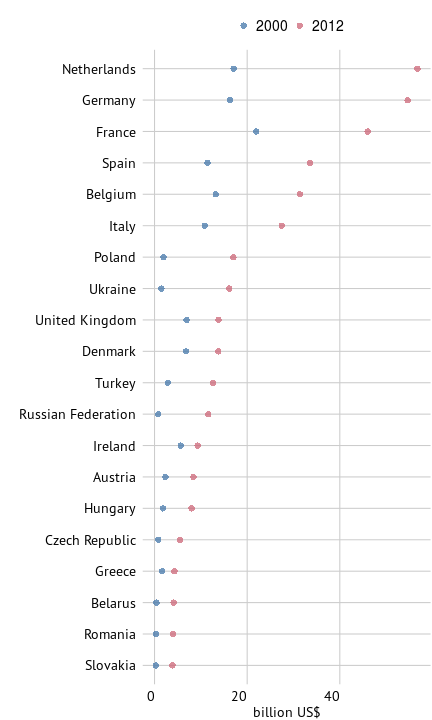 2000 2012
Netherlands
Germany
France
Spain
Belgium
Italy
Poland
Ukraine
United Kingdom
Denmark
Turkey
Russian Federation
Ireland
Austria
Hungary
Czech Republic
Greece
Belarus
Romania
Slovakia
0 20 40
billion US$